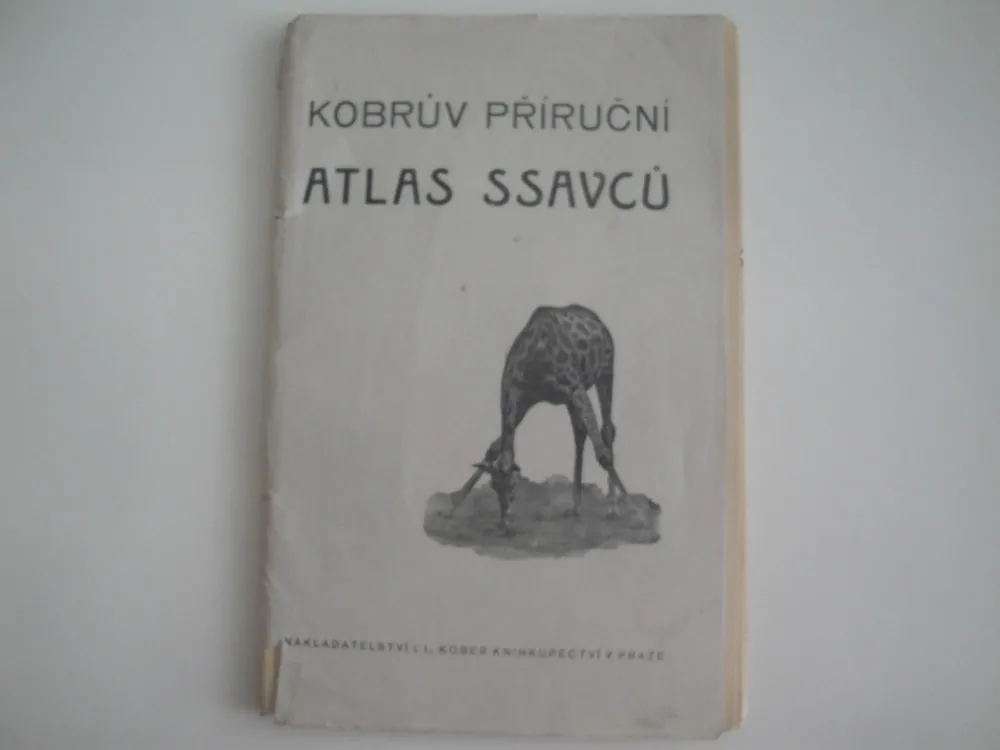 KOBRŮV PŘÍRUČNÍ
ATLAS SSAVCŮ
NAKLADATELSTVÍ I. L. KOBER KNIHKUPECTVÍ V PRAZE